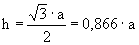 h = √3 · a / 2 = 0,866 · a